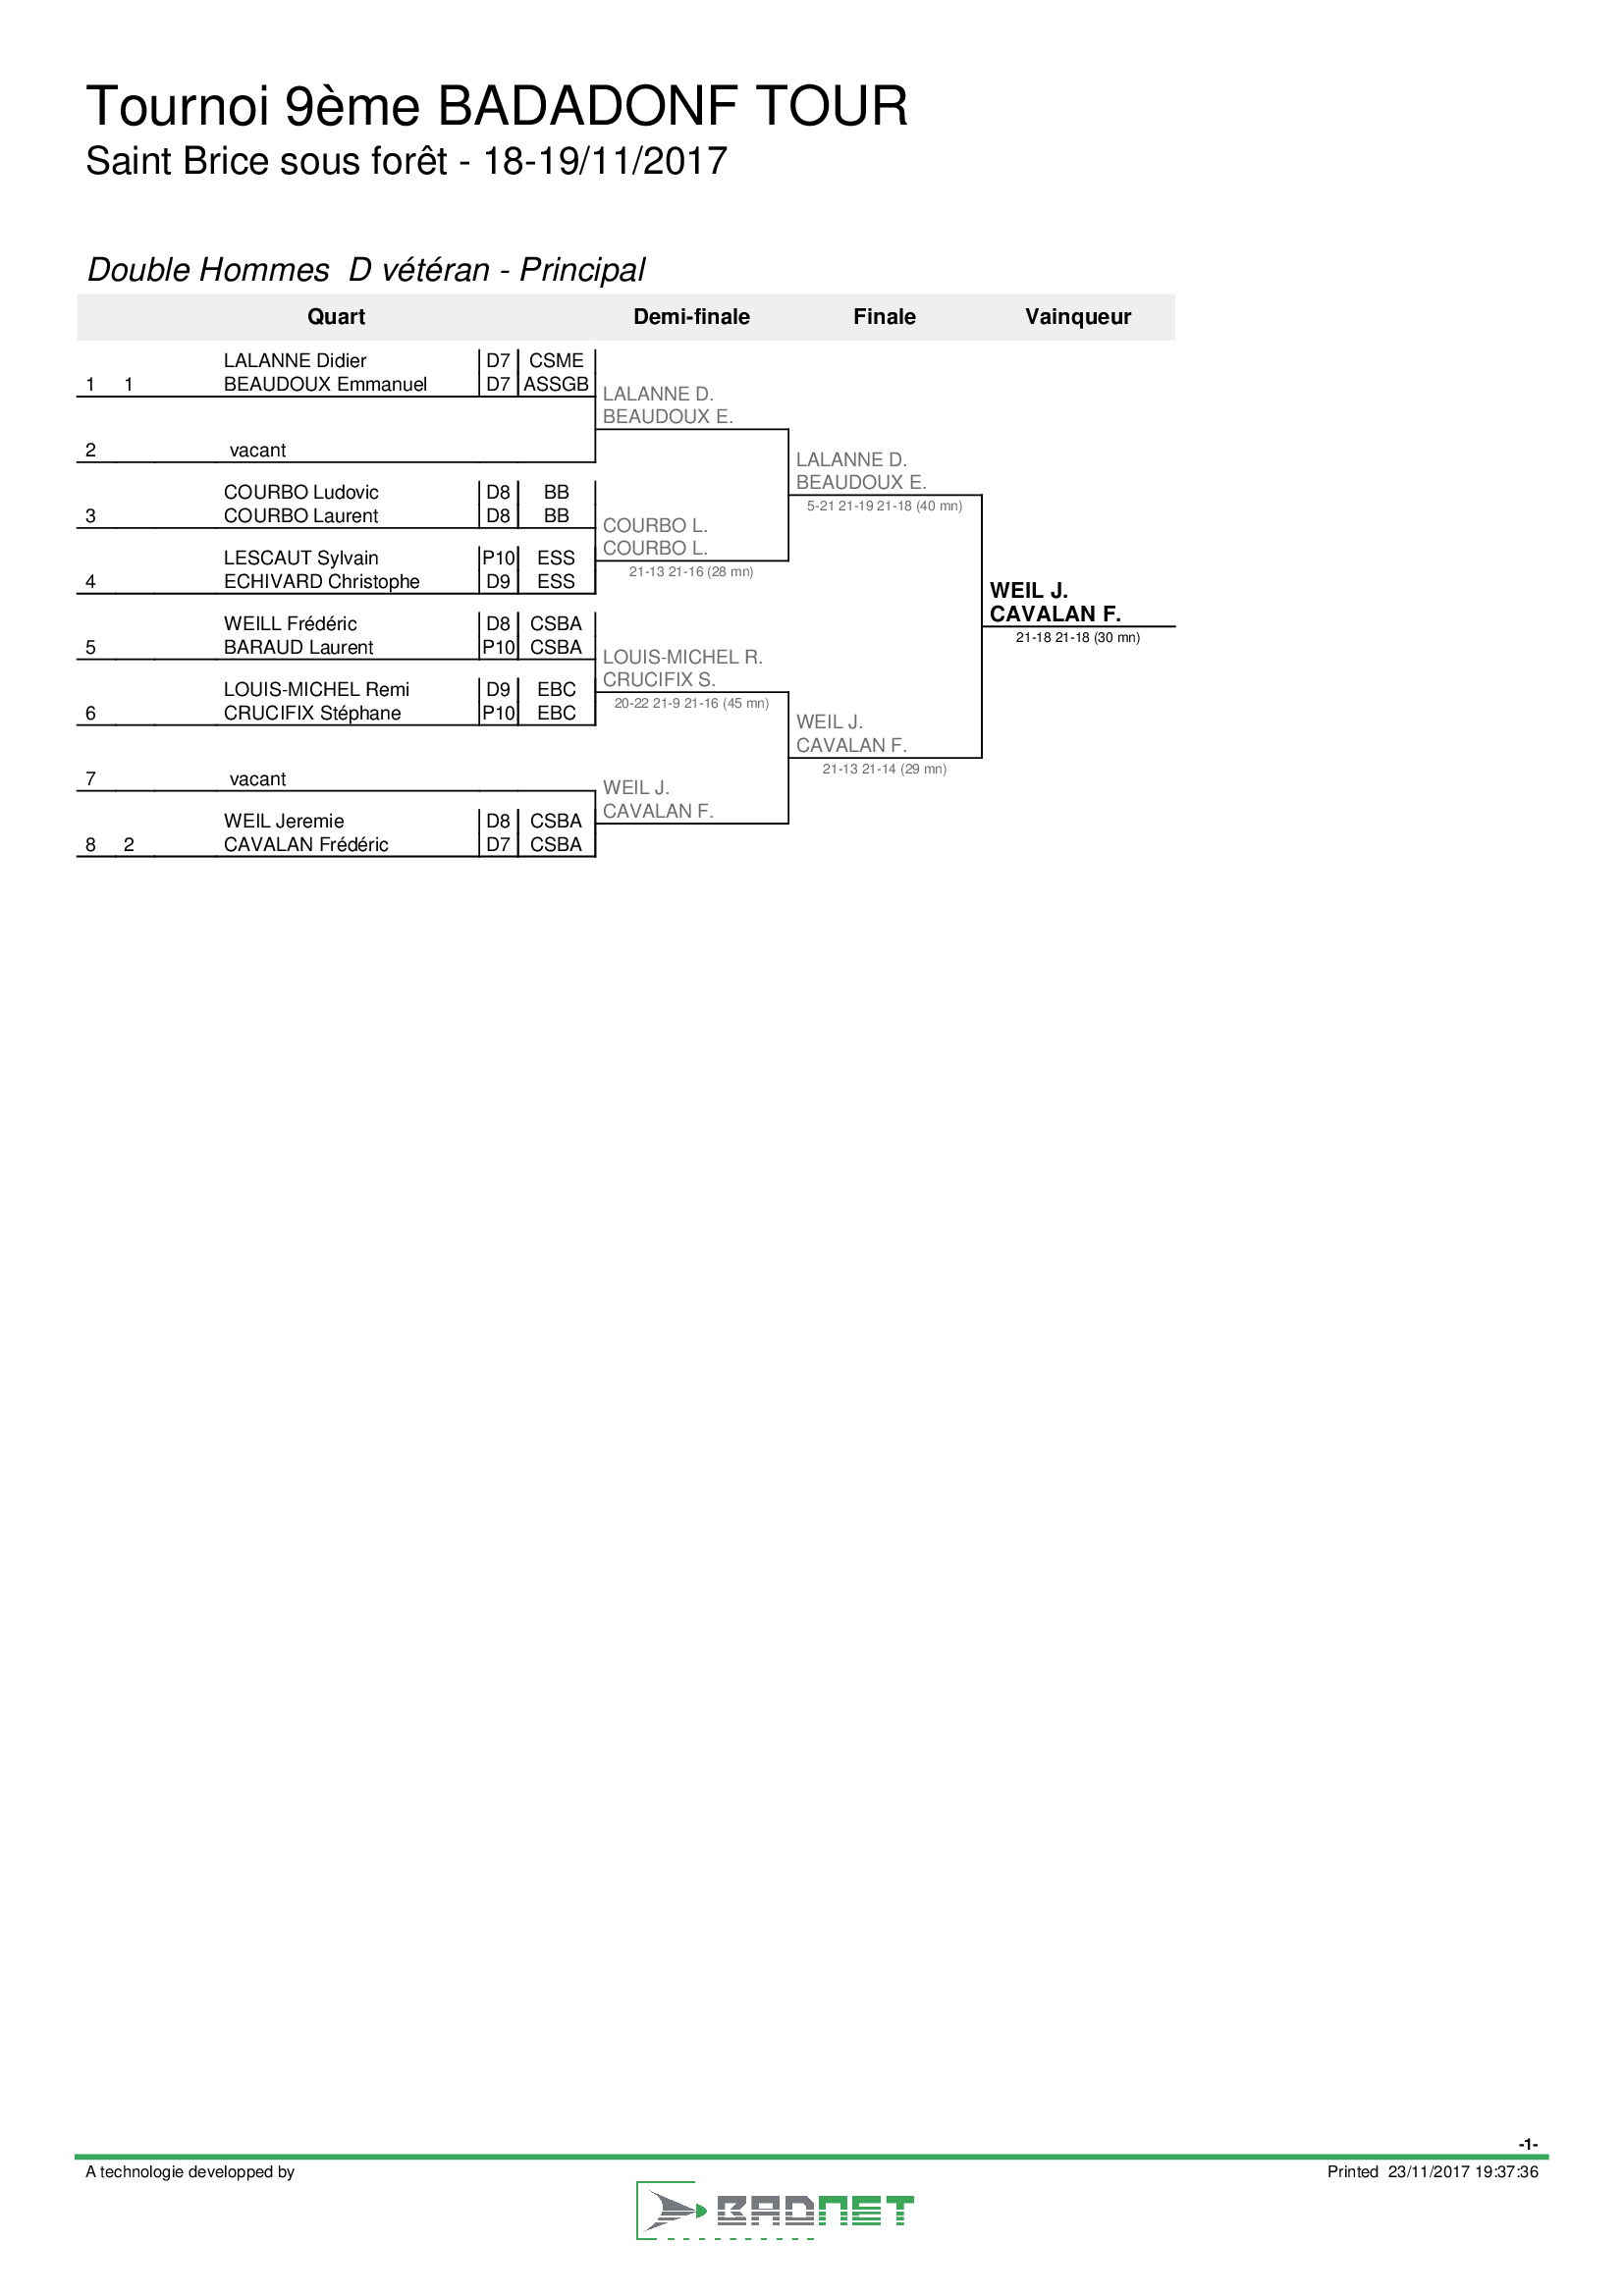 Tournoi 9ème BADADONF TOUR
Saint Brice sous forêt - 18-19/11/2017
Double Hommes  D vétéran - Principal
Quart Demi-finale Finale Vainqueur
LALANNE Didier D7 CSME
1 1 BEAUDOUX Emmanuel D7 ASSGB
LALANNE D.
BEAUDOUX E.
2 vacant
LALANNE D.
BEAUDOUX E.
5-21 21-19 21-18 (40 mn)
COURBO Ludovic D8 BB
3 COURBO Laurent D8 BB
COURBO L.
COURBO L.
21-13 21-16 (28 mn)
LESCAUT Sylvain P10 ESS
4 ECHIVARD Christophe D9 ESS
WEIL J.
CAVALAN F.
21-18 21-18 (30 mn)
WEILL Frédéric D8 CSBA
5 BARAUD Laurent P10 CSBA
LOUIS-MICHEL R.
CRUCIFIX S.
20-22 21-9 21-16 (45 mn)
LOUIS-MICHEL Remi D9 EBC
6 CRUCIFIX Stéphane P10 EBC
WEIL J.
CAVALAN F.
21-13 21-14 (29 mn)
7 vacant
WEIL J.
CAVALAN F.
WEIL Jeremie D8 CSBA
8 2 CAVALAN Frédéric D7 CSBA
-1-
A technologie developped by
Printed  23/11/2017 19:37:36
BADNET